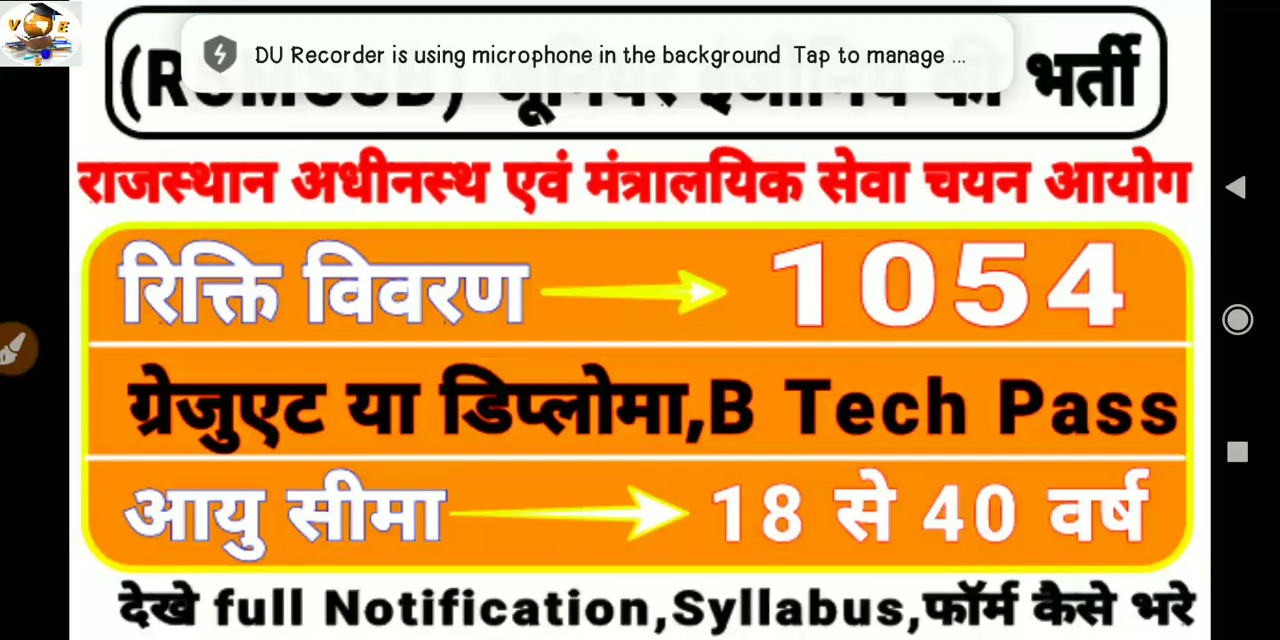 V E
E
DU Recorder is using microphone in the background Tap to manage ...
भर्ती
राजस्थान अधीनस्थ एवं मंत्रालयिक सेवा चयन आयोग
रिक्ति विवरण 1054
ग्रेजुएट या डिप्लोमा,B Tech Pass
आयु सीमा 18 से 40 वर्ष
देखे full Notification,Syllabus,फॉर्म कैसे भरे